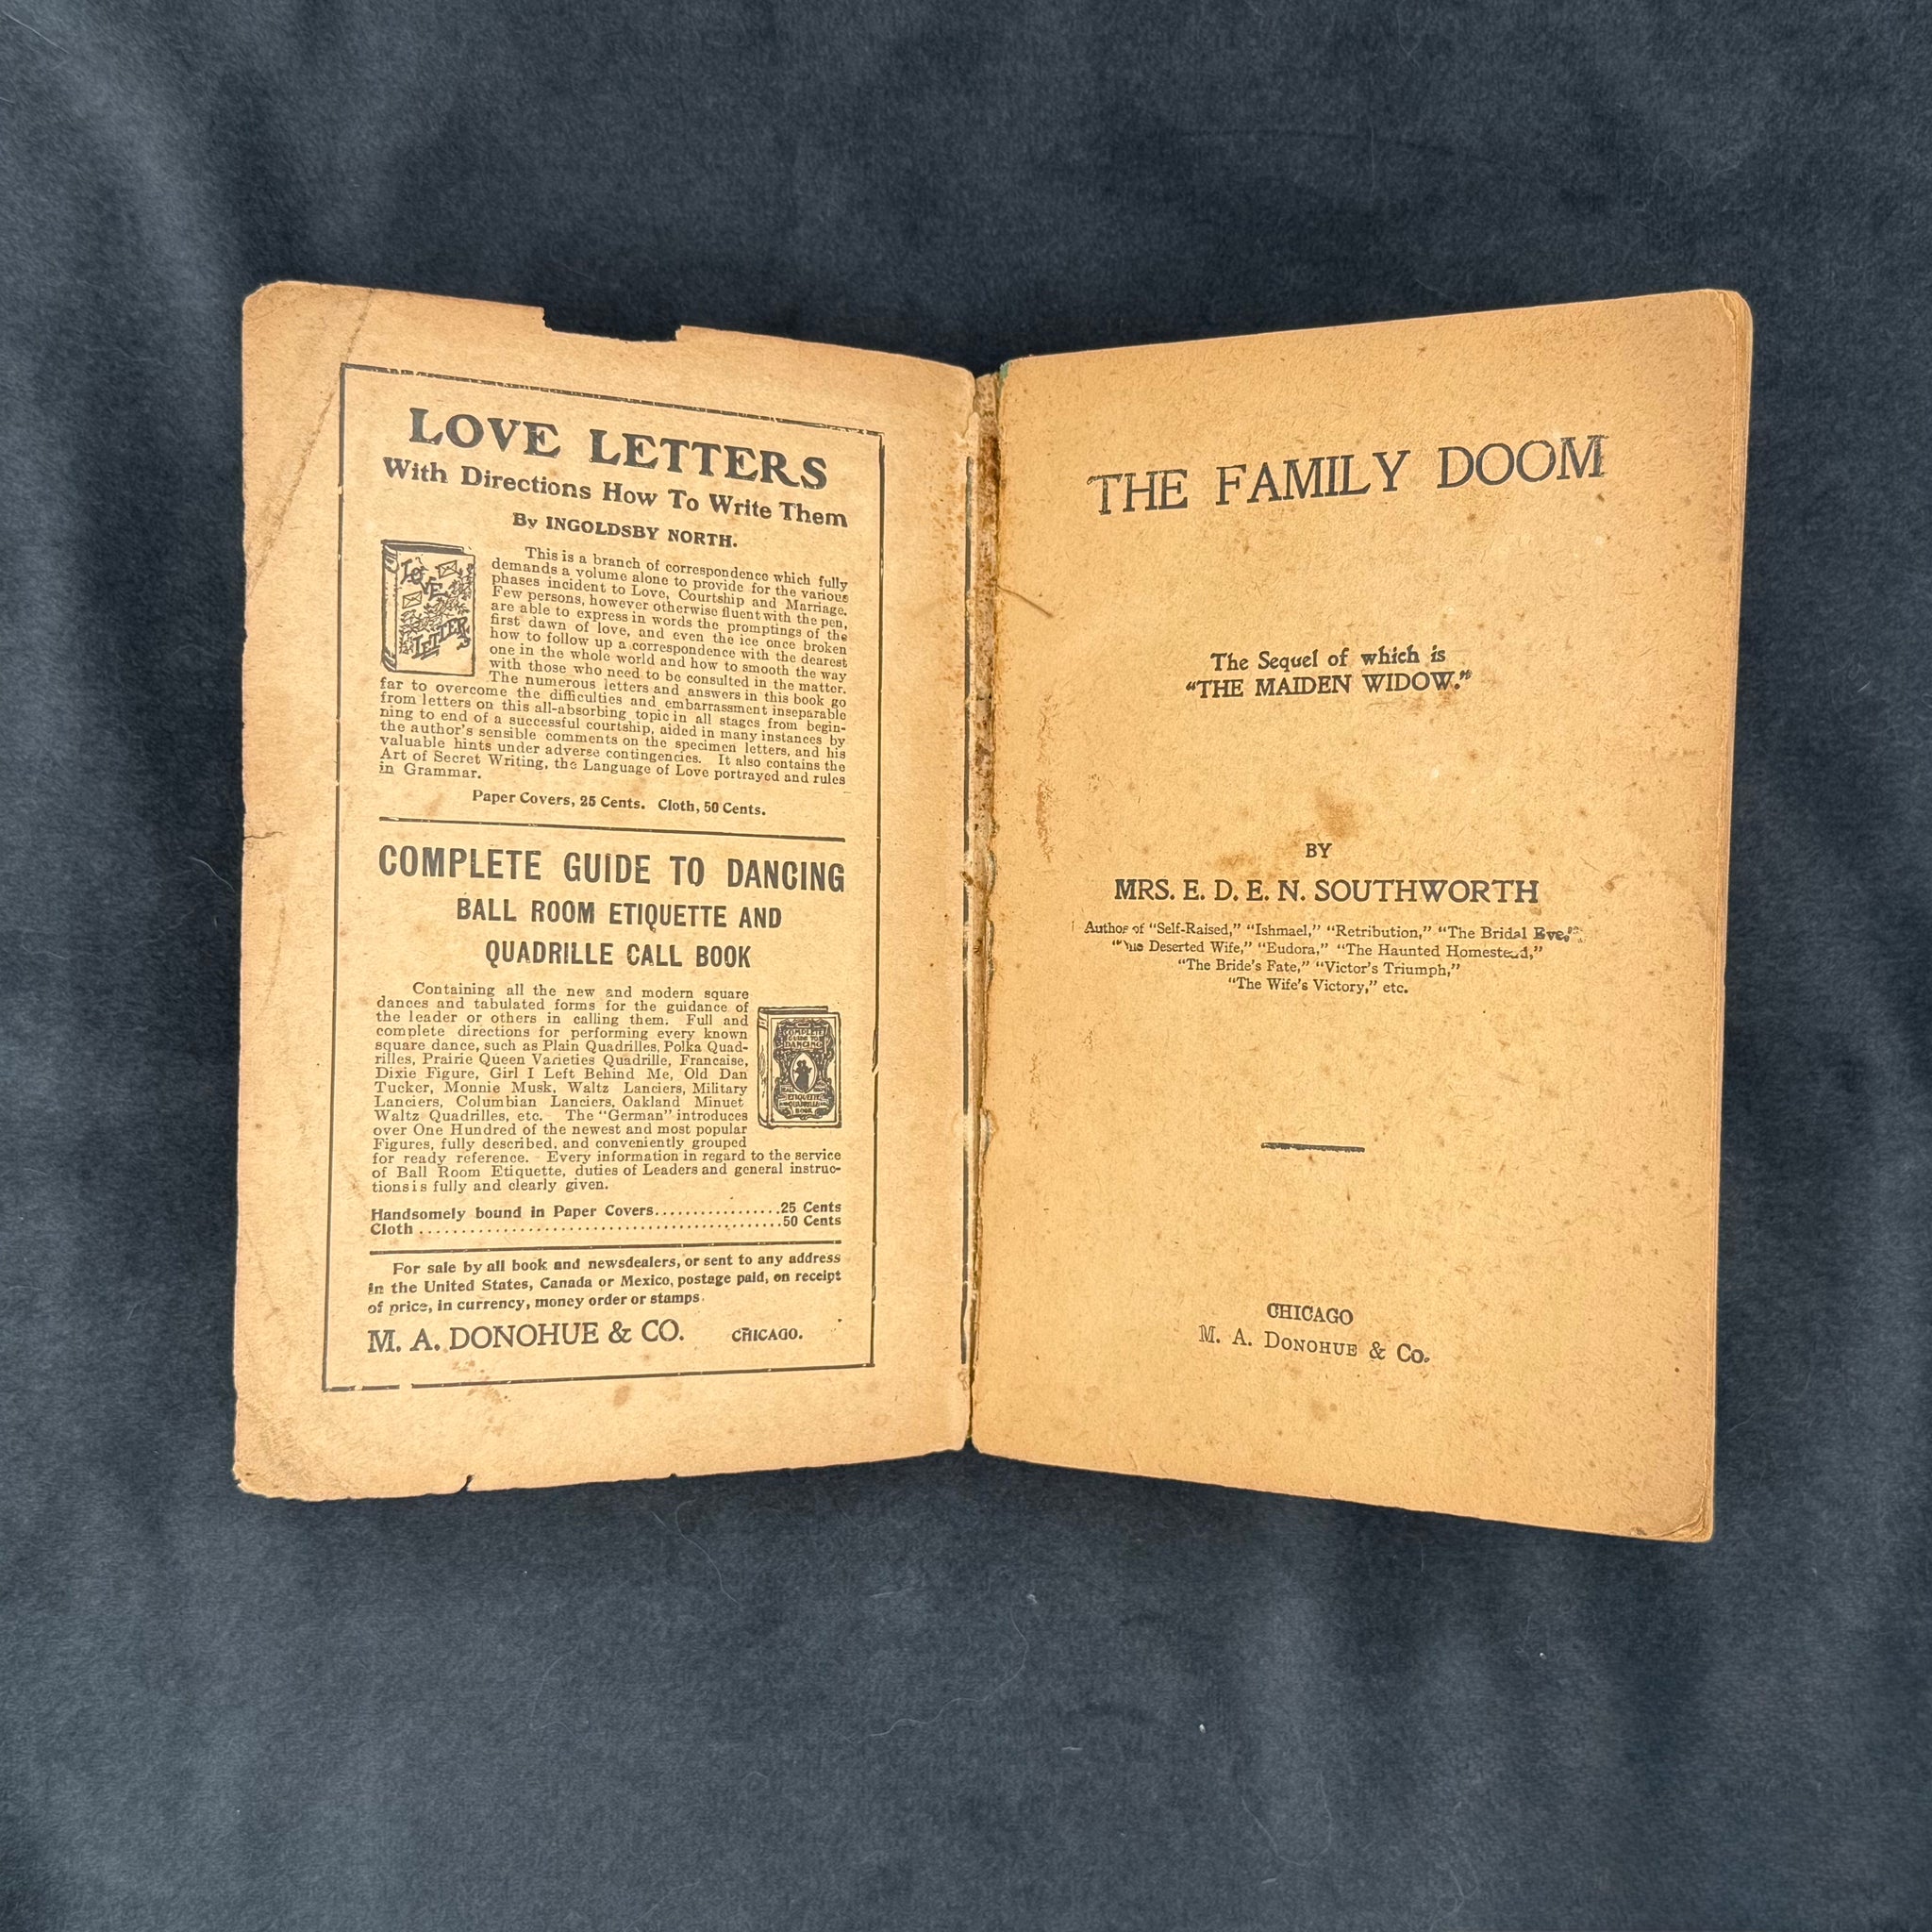 LOVE LETTERS
With Directions How To Write Them
By INGOLDSBY NORTH.
LOVE
LETTERS
This is a branch of correspondence which fully
demands a volume alone to provide for the various
phases incident to Love, Courtship and Marriage.
Few persons, however otherwise fluent with the pen,
are able to express in words the promptings of the
first dawn of love, and even the ice once broken
how to follow up a correspondence with the dearest
one in the whole world and how to smooth the way
with those who need to be consulted in the matter.
The numerous letters and answers in this book go
far to overcome the difficulties and embarrassment inseparable
from letters on this all-absorbing topic in all stages from begin-
ning to end of a successful courtship, aided in many instances by
the author's sensible comments on the specimen letters, and his
valuable hints under adverse contingencies. It also contains the
Art of Secret Writing, the Language of Love portrayed and rules
in Grammar.
Paper Covers, 25 Cents. Cloth, 50 Cents.
COMPLETE GUIDE TO DANCING
BALL ROOM ETIQUETTE AND
QUADRILLE CALL BOOK
Containing all the new and modern square
dances and tabulated forms for the guidance of
the leader or others in calling them. Full and
complete directions for performing every known
square dance, such as Plain Quadrilles, Polka Quad-
rilles, Prairie Queen Varieties Quadrille, Francaise,
Dixie Figure, Girl I Left Behind Me, Old Dan
Tucker, Monnie Musk, Waltz Lanciers, Military
Lanciers, Columbian Lanciers, Oakland Minuet
Waltz Quadrilles, etc. The "German" introduces
over One Hundred of the newest and most popular
Figures, fully described, and conveniently grouped
for ready reference. Every information in regard to the service
of Ball Room Etiquette, duties of Leaders and general instruc-
tions is fully and clearly given.
COMPLETE
GUIDE TO
DANCING
BALL ROOM
ETIQUETTE
QUADRILLE
BOOK
Handsomely bound in Paper Covers.................25 Cents
Cloth ..............................................50 Cents
For sale by all book and newsdealers, or sent to any address
in the United States, Canada or Mexico, postage paid, on receipt
of price, in currency, money order or stamps.
M. A. DONOHUE & CO. CHICAGO.
THE FAMILY DOOM
The Sequel of which is
"THE MAIDEN WIDOW."
BY
MRS. E. D. E. N. SOUTHWORTH
Author of "Self-Raised," "Ishmael," "Retribution," "The Bridal Eve,"
"The Deserted Wife," "Eudora," "The Haunted Homestead,"
"The Bride's Fate," "Victor's Triumph,"
"The Wife's Victory," etc.
CHICAGO
M. A. DONOHUE & CO.